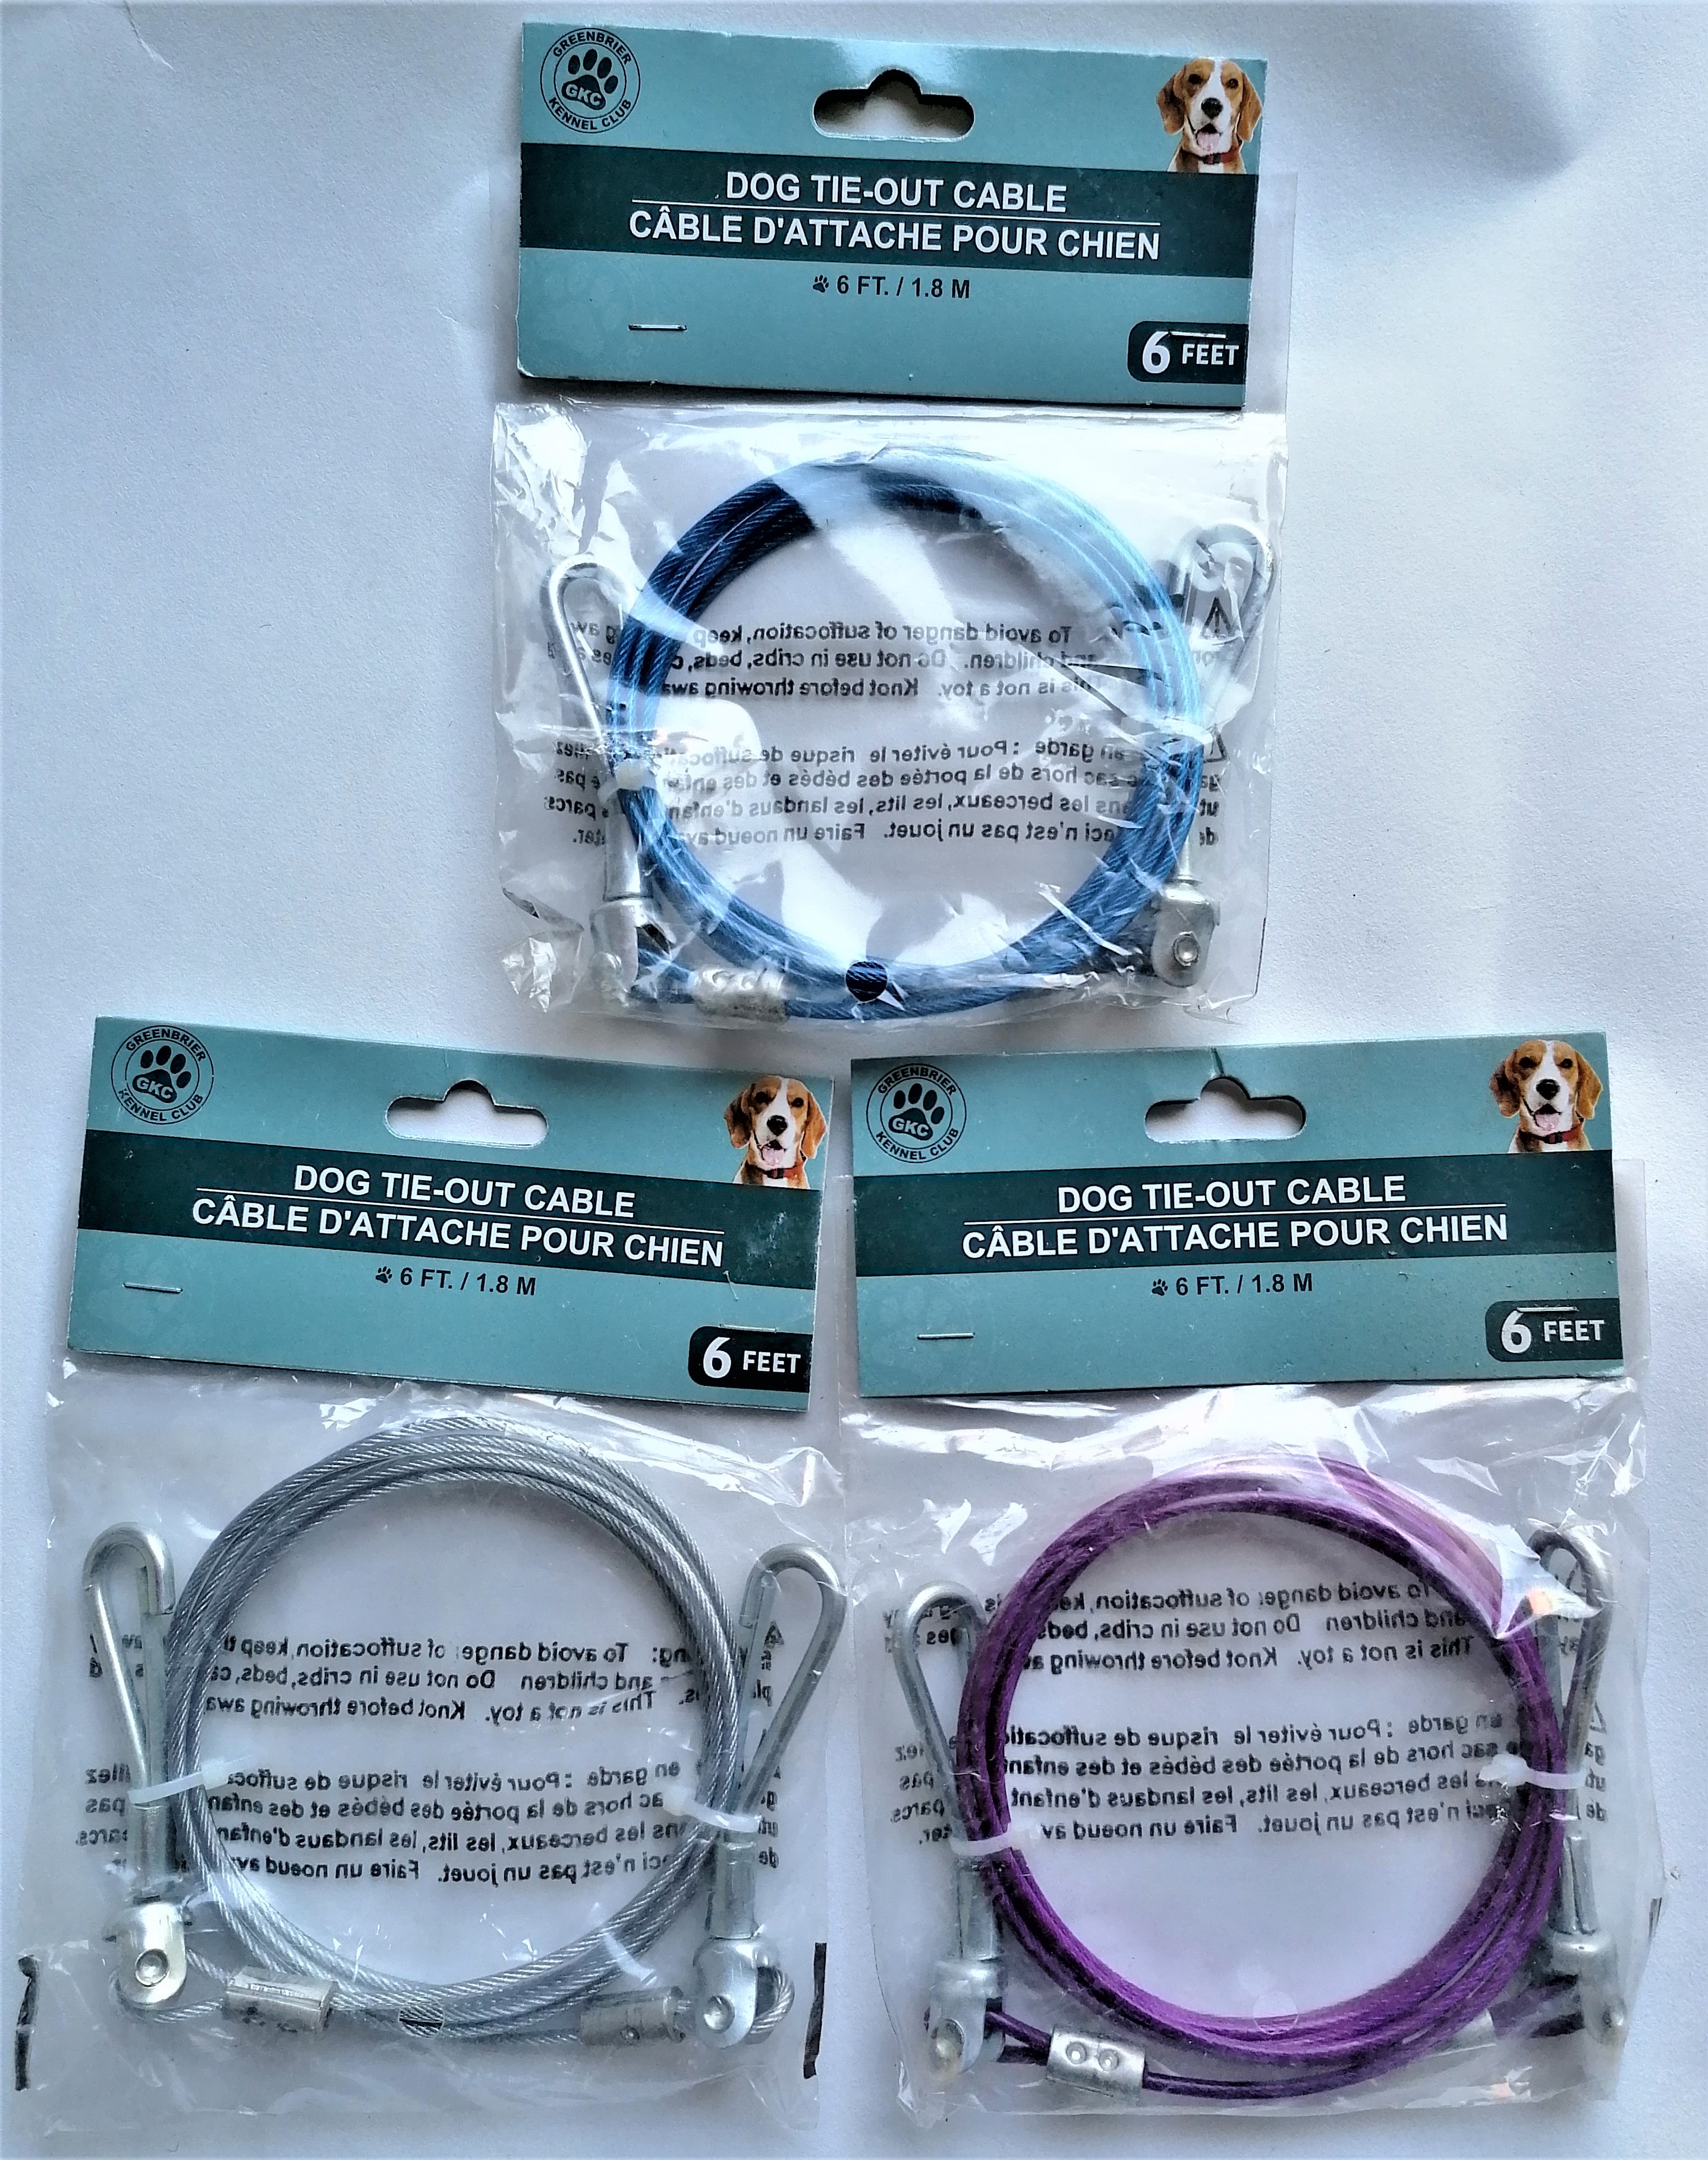 GREENBRIER
GKC
KENNEL CLUB
DOG TIE-OUT CABLE
CÂBLE D'ATTACHE POUR CHIEN
6 FT. / 1.8 M
6 FEET
To avoid danger of suffocation, keep
and children. Do not use in cribs, beds,
is not a toy. Knot before throwing
en garde : Pour éviter le risque de
sac hors de la portée des bébés et des
les berceaux, les lits, les landaus d'enfant
n'est pas un jouet. Faire un noeud
GREENBRIER
GKC
KENNEL CLUB
DOG TIE-OUT CABLE
CÂBLE D'ATTACHE POUR CHIEN
6 FT. / 1.8 M
6 FEET
To avoid danger of suffocation, keep
and children Do not use in cribs, beds,
This is not a toy. Knot before throwing
en garde : Pour éviter le risque de
hors de la portée des bébés et des
les berceaux, les lits, les landaus d'enfant
n'est pas un jouet. Faire un noeud
GREENBRIER
GKC
KENNEL CLUB
DOG TIE-OUT CABLE
CÂBLE D'ATTACHE POUR CHIEN
6 FT. / 1.8 M
6 FEET
To avoid danger of suffocation,
and children Do not use in cribs,
This is not a toy. Knot before throwing
en garde : Pour éviter le risque de
sac hors de la portée des bébés et des
les berceaux, les lits, les landaus d'enfant
n'est pas un jouet. Faire un noeud